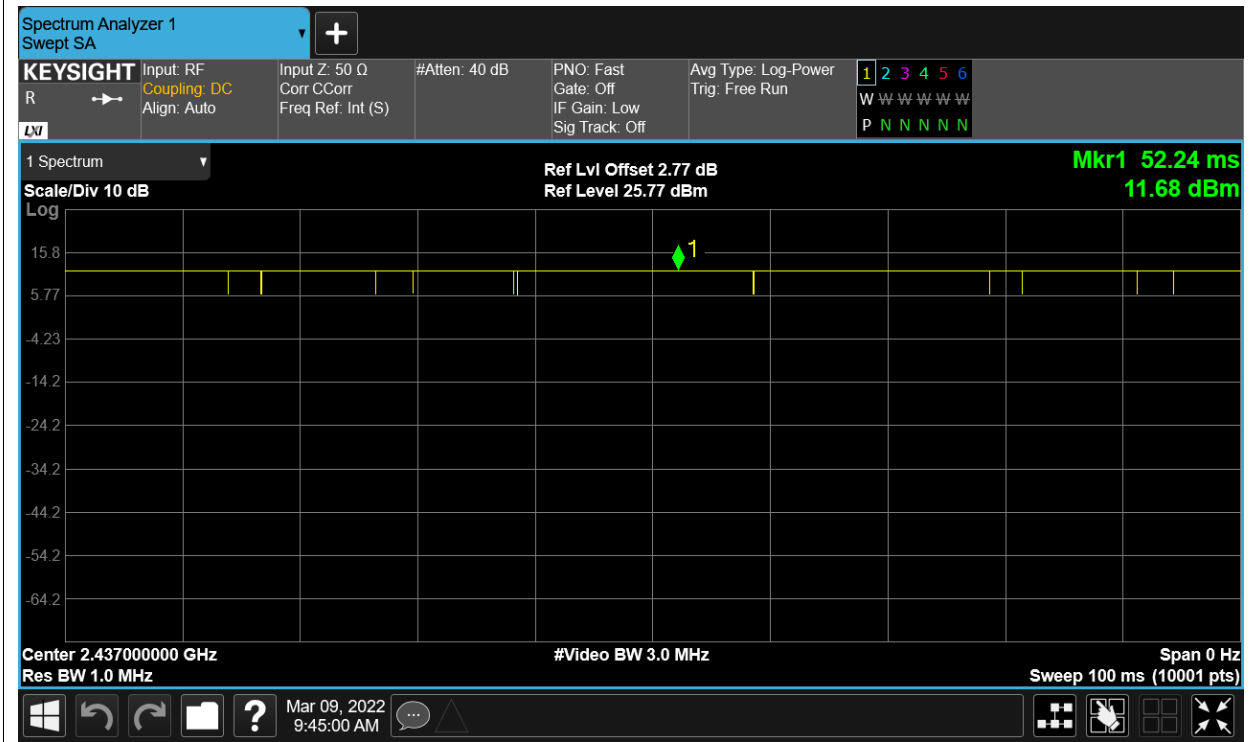 Spectrum Analyzer 1
Swept SA
+
KEYSIGHT
R
LXI
Input: RF
Coupling: DC
Align: Auto
Input Z: 50 Ω
Corr CCorr
Freq Ref: Int (S)
#Atten: 40 dB
PNO: Fast
Gate: Off
IF Gain: Low
Sig Track: Off
Avg Type: Log-Power
Trig: Free Run
1 2 3 4 5 6
W W W W W W
P N N N N N
1 Spectrum
Scale/Div 10 dB
Log
Ref Lvl Offset 2.77 dB
Ref Level 25.77 dBm
Mkr1 52.24 ms
11.68 dBm
1
15.8
5.77
-4.23
-14.2
-24.2
-34.2
-44.2
-54.2
-64.2
Center 2.437000000 GHz
Res BW 1.0 MHz
#Video BW 3.0 MHz
Span 0 Hz
Sweep 100 ms (10001 pts)
?
Mar 09, 2022
9:45:00 AM